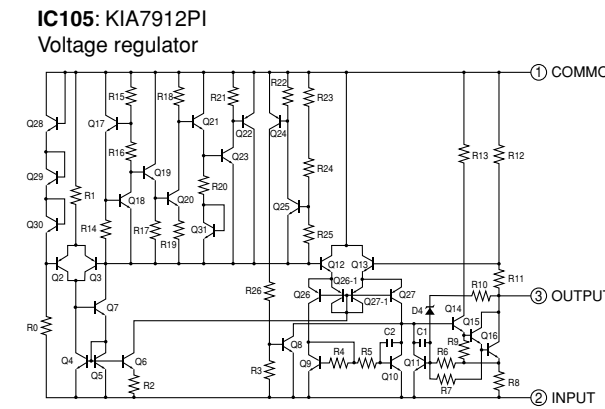 IC105: KIA7912PI
Voltage regulator
R22
① COMMO
R15 R18 R21 R23
Q28 Q17 Q21 Q22 Q24
R16 Q23 R13 R12
Q29 Q19 R24
R1 R20
Q30 Q18 Q20 Q25
R14 R17 R19 Q31 R25
Q2 Q3 Q12 Q13
Q26-1 R11
R26 Q26 Q27-1 Q27 R10
Q7 D4 Q14 ③ OUTPUT
R0 C2 C1 Q15
Q8 R9 Q16
Q4 Q5 Q6 R3 Q9 R4 R5 Q11 R6
R2 Q10 R7 R8
② INPUT